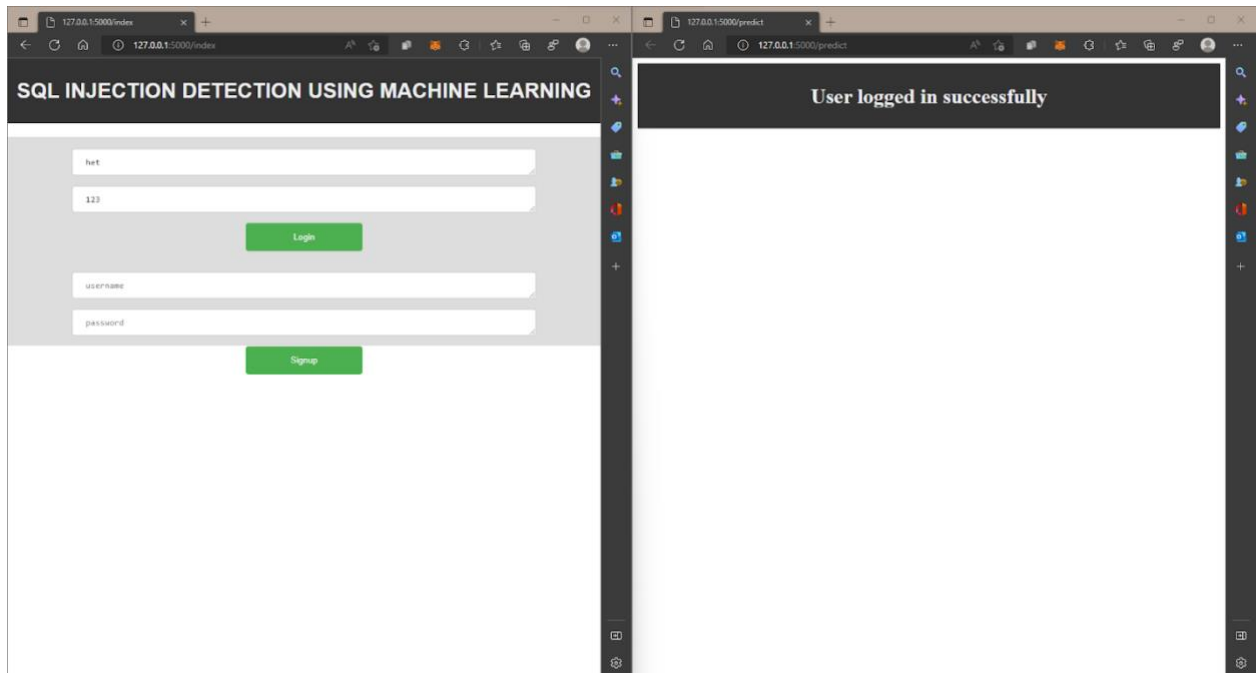 127.0.0.1:5000/index
127.0.0.1:5000/index
SQL INJECTION DETECTION USING MACHINE LEARNING
het
123
Login
username
password
Signup
127.0.0.1:5000/predict
127.0.0.1:5000/predict
User logged in successfully